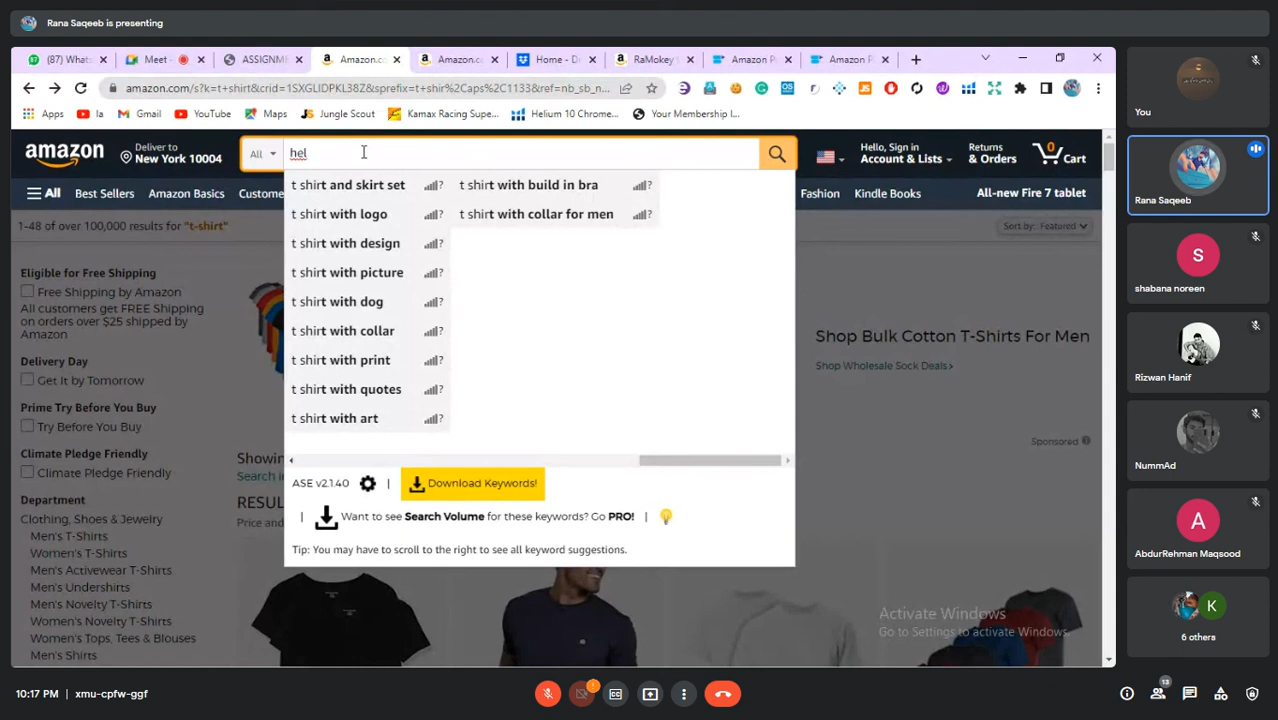 Rana Saqeeb is presenting
(87) Whats
Meet -
ASSIGNM
Amazon.co
Amazon.c
Home - D
RaMokey
Amazon P
Amazon P
amazon.com/s?k=t+shirt&crid=1SXGLIDPKL38Z&sprefix=t+shir%2Caps%2C1133&ref=nb_sb_n...
Apps
la
Gmail
YouTube
Maps
Jungle Scout
Kamax Racing Supe...
Helium 10 Chrome...
Your Membership I...
amazon
Deliver to
New York 10004
All
hel
Hello, Sign in
Account & Lists
Returns
& Orders
0
Cart
All
Best Sellers
Amazon Basics
Custome
Fashion
Kindle Books
All-new Fire 7 tablet
1-48 of over 100,000 results for "t-shirt"
Sort by: Featured
t shirt and skirt set
?
t shirt with build in bra
?
t shirt with logo
?
t shirt with collar for men
?
t shirt with design
?
t shirt with picture
?
t shirt with dog
?
t shirt with collar
?
t shirt with print
?
t shirt with quotes
?
t shirt with art
?
ASE v2.1.40
|
Download Keywords!
| Want to see Search Volume for these keywords? Go PRO! |
Tip: You may have to scroll to the right to see all keyword suggestions.
Eligible for Free Shipping
Free Shipping by Amazon
All customers get FREE Shipping
on orders over $25 shipped by
Amazon
Delivery Day
Get It by Tomorrow
Prime Try Before You Buy
Try Before You Buy
Climate Pledge Friendly
Climate Pledge Friendly
Department
Clothing, Shoes & Jewelry
Men's T-Shirts
Women's T-Shirts
Men's Activewear T-Shirts
Men's Undershirts
Men's Novelty T-Shirts
Women's Novelty T-Shirts
Women's Tops, Tees & Blouses
Men's Shirts
Showin
Search in
RESUL
Price and
Shop Bulk Cotton T-Shirts For Men
Shop Wholesale Sock Deals>
Sponsored
Activate Windows
Go to Settings to activate Windows.
You
Rana Saqeeb
S
shabana noreen
Rizwan Hanif
NummAd
A
AbdurRehman Maqsood
K
6 others
10:17 PM | xmu-cpfw-ggf
CC
13